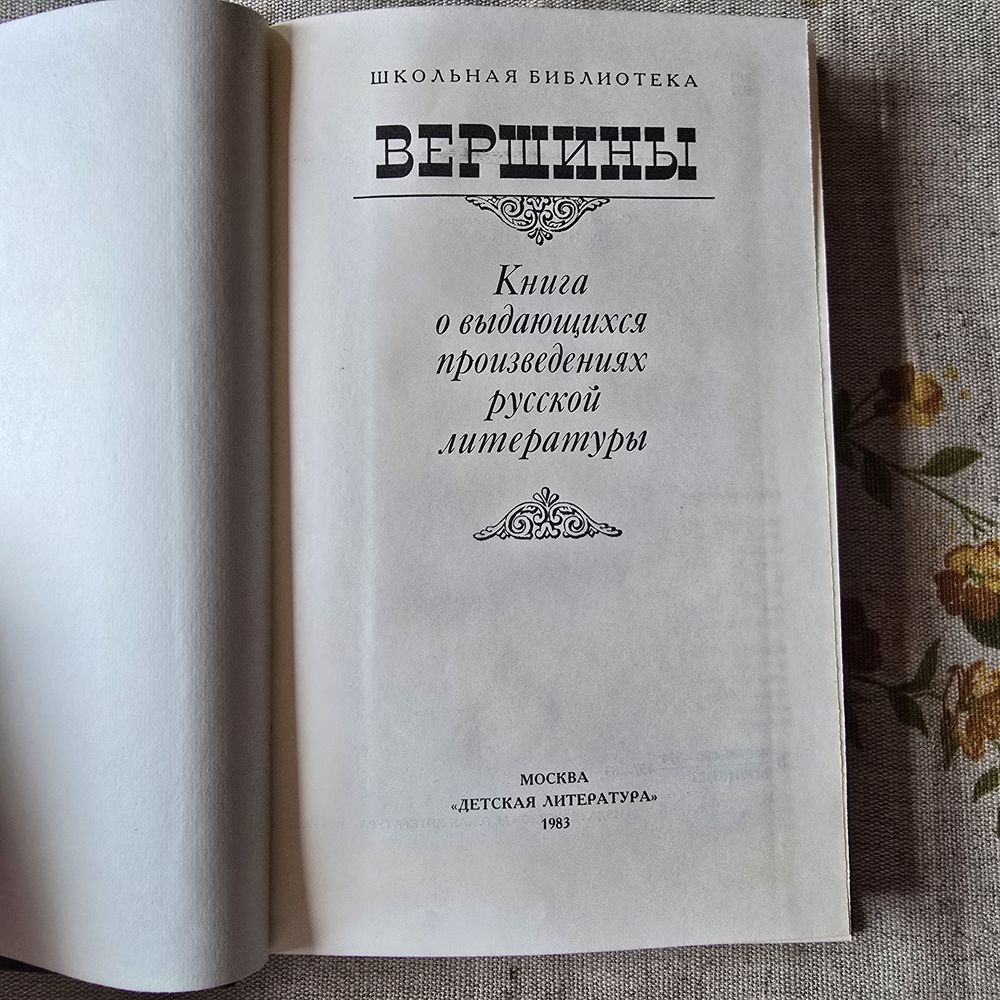 ШКОЛЬНАЯ БИБЛИОТЕКА
ВЕРШИНЫ
Книга
о выдающихся
произведениях
русской
литературы
МОСКВА
«ДЕТСКАЯ ЛИТЕРАТУРА»
1983